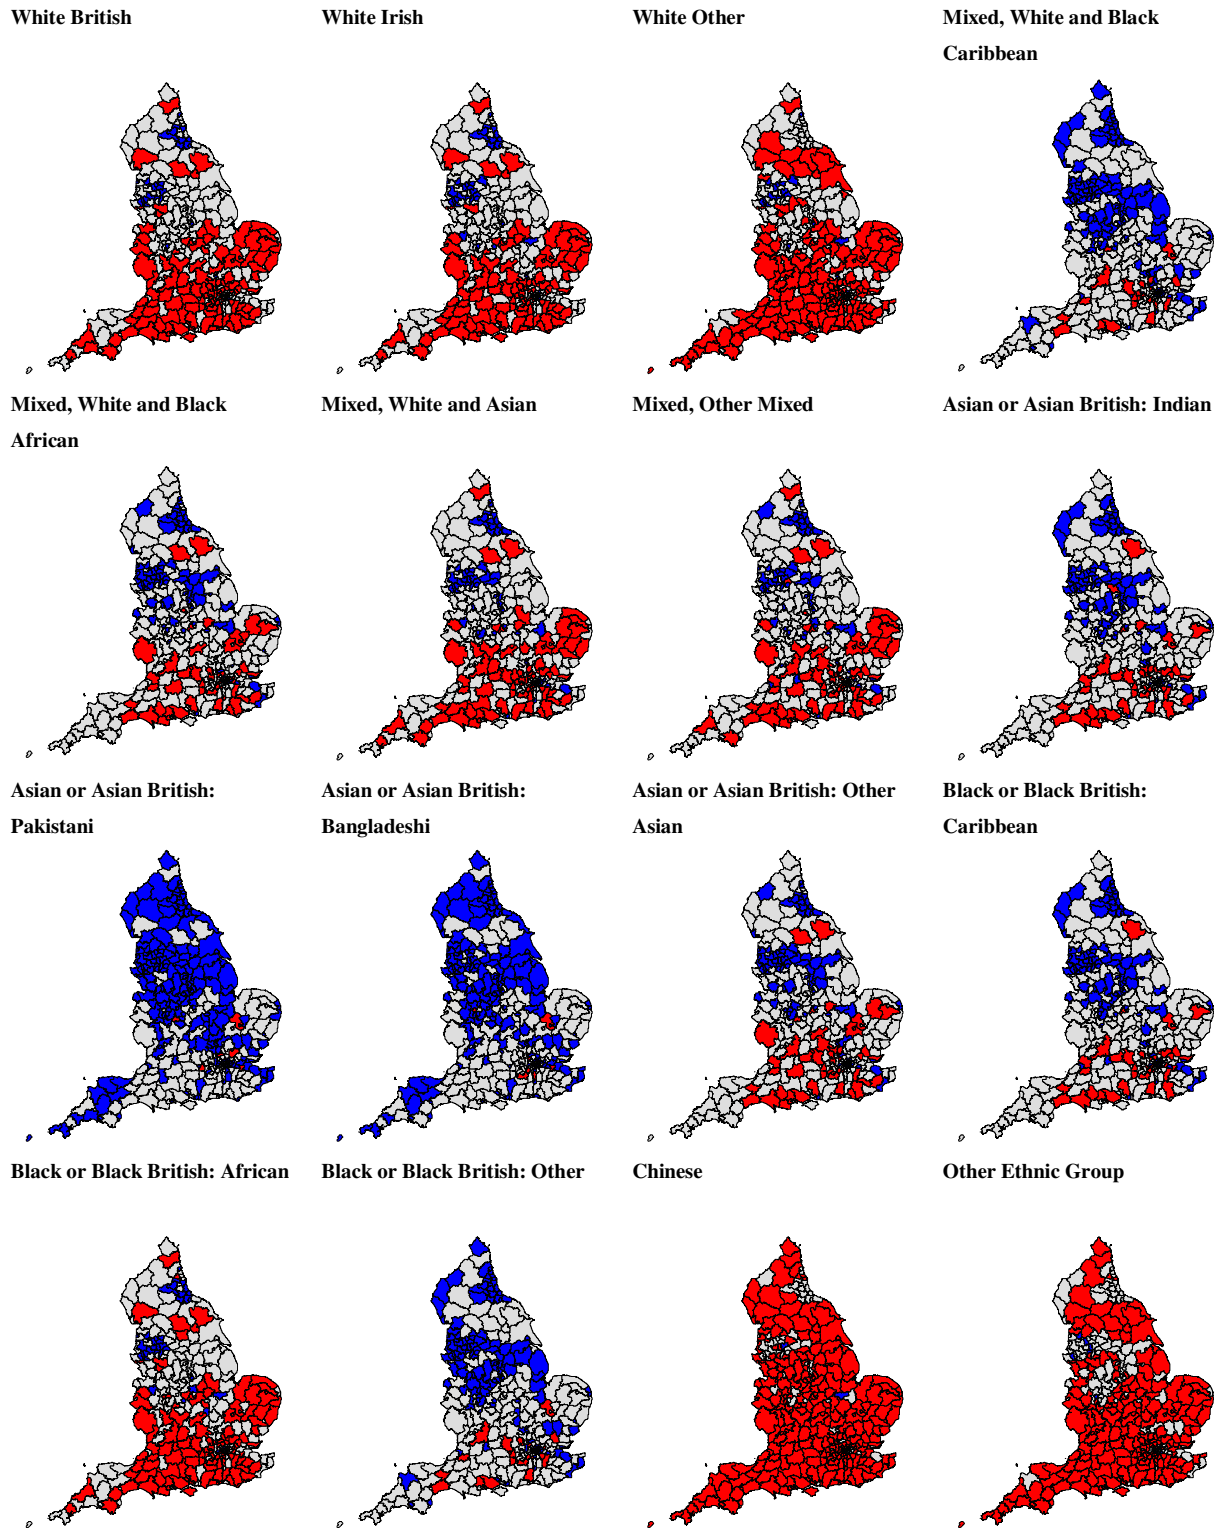 White British
White Irish
White Other
Mixed, White and Black
Caribbean
Mixed, White and Black
African
Mixed, White and Asian
Mixed, Other Mixed
Asian or Asian British: Indian
Asian or Asian British:
Pakistani
Asian or Asian British:
Bangladeshi
Asian or Asian British: Other
Asian
Black or Black British:
Caribbean
Black or Black British: African
Black or Black British: Other
Chinese
Other Ethnic Group